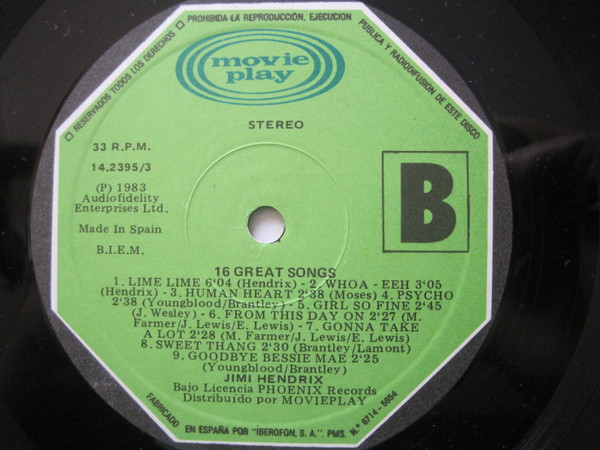 PROHIBIDA LA REPRODUCCIÓN, EJECUCION
PUBLICA Y RADIODIFUSION DE ESTE DISCO
RESERVADOS TODOS LOS DERECHOS
movie
play
STEREO
33 R.P.M.
14.2395/3
(P) 1983
Audiofidelity
Enterprises Ltd.
Made In Spain
B.I.E.M.
B
16 GREAT SONGS
1. LIME LIME 6'04 (Hendrix) - 2. WHOA - EEH 3'05
(Hendrix) - 3. HUMAN HEART 2'38 (Moses) 4. PSYCHO
2'38 (Youngblood/Brantley) - 5. GIRL SO FINE 2'45
(J. Wesley) - 6. FROM THIS DAY ON 2'27 (M.
Farmer/J. Lewis/E. Lewis) - 7. GONNA TAKE
A LOT 2'28 (M. Farmer/J. Lewis/E. Lewis)
8. SWEET THANG 2'30 (Brantley/Lamont)
9. GOODBYE BESSIE MAE 2'25
(Youngblood/Brantley)
JIMI HENDRIX
Bajo Licencia PHOENIX Records
Distribuído por MOVIEPLAY
FABRICADO
EN ESPAÑA POR "IBEROFON, S. A.". PMS.
N.º 6714-5664